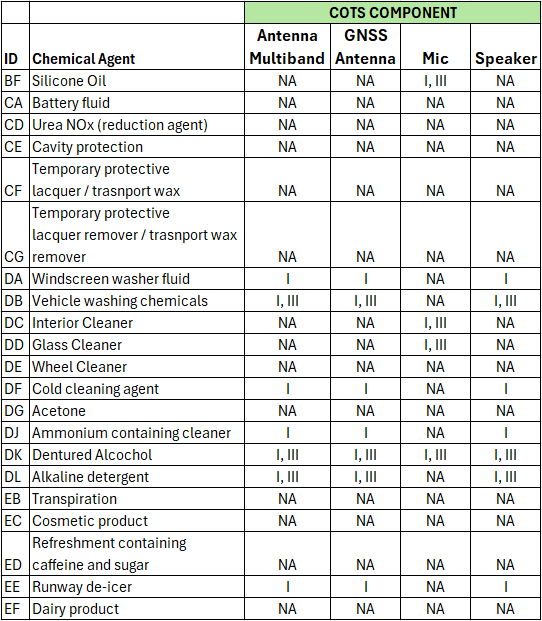 COTS COMPONENT
ID Chemical Agent Antenna Multiband GNSS Antenna Mic Speaker
BF Silicone Oil NA NA I, III NA
CA Battery fluid NA NA NA NA
CD Urea NOx (reduction agent) NA NA NA NA
CE Cavity protection NA NA NA NA
CF Temporary protective lacquer / trasnport wax NA NA NA NA
CG Temporary protective lacquer remover / trasnport wax remover NA NA NA NA
DA Windscreen washer fluid I I NA I
DB Vehicle washing chemicals I, III I, III NA I, III
DC Interior Cleaner NA NA I, III NA
DD Glass Cleaner NA NA I, III NA
DE Wheel Cleaner NA NA NA NA
DF Cold cleaning agent I I NA I
DG Acetone NA NA NA NA
DJ Ammonium containing cleaner I I NA I
DK Dentured Alcochol I, III I, III I, III I, III
DL Alkaline detergent I, III I, III NA I, III
EB Transpiration NA NA NA NA
EC Cosmetic product NA NA NA NA
ED Refreshment containing caffeine and sugar NA NA NA NA
EE Runway de-icer I I NA I
EF Dairy product NA NA NA NA